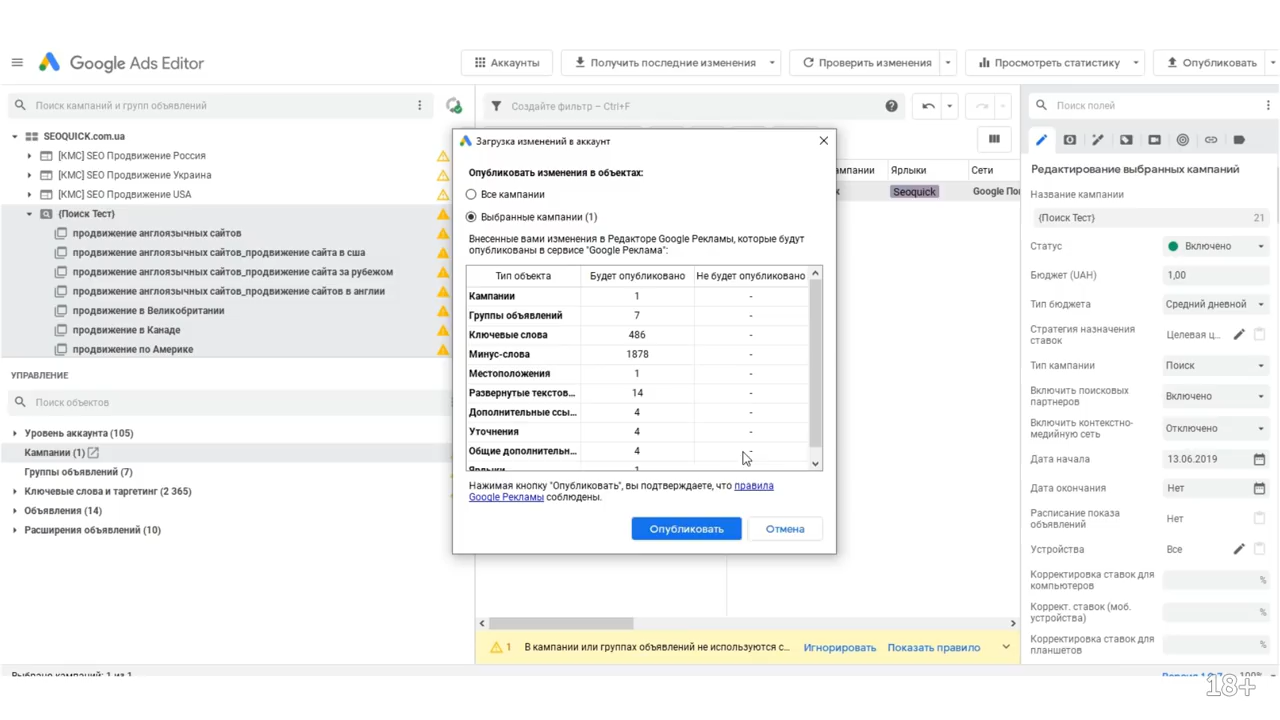 Google Ads Editor
Аккаунты
Получить последние изменения
Проверить изменения
Просмотреть статистику
Опубликовать
Поиск кампаний и групп объявлений
Создайте фильтр – Ctrl+F
Поиск полей
SEOQUICK.com.ua
[КМС] SEO Продвижение Россия
[КМС] SEO Продвижение Украина
[КМС] SEO Продвижение USA
{Поиск Тест}
продвижение англоязычных сайтов
продвижение англоязычных сайтов_продвижение сайта в сша
продвижение англоязычных сайтов_продвижение сайта за рубежом
продвижение англоязычных сайтов_продвижение сайтов в англии
продвижение в Великобритании
продвижение в Канаде
продвижение по Америке
УПРАВЛЕНИЕ
Поиск объектов
Уровень аккаунта (105)
Кампании (1)
Группы объявлений (7)
Ключевые слова и таргетинг (2 365)
Объявления (14)
Расширения объявлений (10)
Загрузка изменений в аккаунт
Опубликовать изменения в объектах:
Все кампании
Выбранные кампании (1)
Внесенные вами изменения в Редакторе Google Рекламы, которые будут
опубликованы в сервисе "Google Реклама":
Тип объекта Будет опубликовано Не будет опубликовано
Кампании 1 -
Группы объявлений 7 -
Ключевые слова 486 -
Минус-слова 1878 -
Местоположения 1 -
Развернутые текстов... 14 -
Дополнительные ссы... 4 -
Уточнения 4 -
Общие дополнительн... 4 -
Ярлыки 1
Нажимая кнопку "Опубликовать", вы подтверждаете, что правила
Google Рекламы соблюдены.
Опубликовать
Отмена
Ярлыки
Сети
Seoquick
1 В кампании или группах объявлений не используются с...
Игнорировать
Показать правило
Редактирование выбранных кампаний
Название кампании
{Поиск Тест} 21
Статус Включено
Бюджет (UAH) 1,00
Тип бюджета Средний дневной
Стратегия назначения
ставок Целевая ц...
Тип кампании Поиск
Включить поисковых
партнеров Включено
Включить контекстно-
медийную сеть Отключено
Дата начала 13.06.2019
Дата окончания Нет
Расписание показа
объявлений Нет
Устройства Все
Корректировка ставок для
компьютеров %
Коррект. ставок (моб.
устройства) %
Корректировка ставок для
планшетов %
Выбрано кампаний: 1 из 1
18+